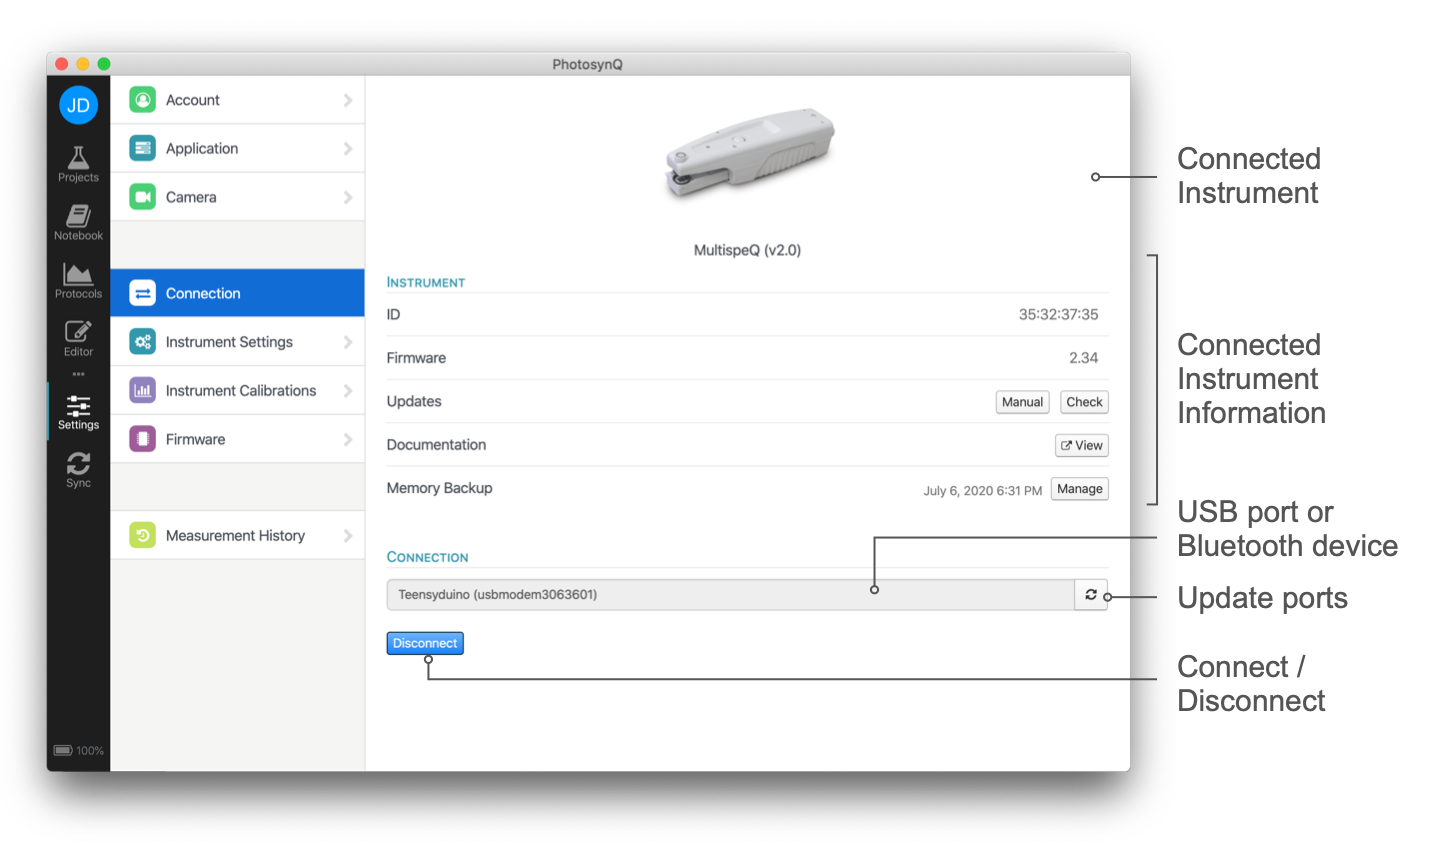 PhotosynQ
JD
Projects
Notebook
Protocols
Editor
Settings
Sync
100%
Account
Application
Camera
Connection
Instrument Settings
Instrument Calibrations
Firmware
Measurement History
MultispeQ (v2.0)
INSTRUMENT
ID 35:32:37:35
Firmware 2.34
Updates Manual Check
Documentation View
Memory Backup July 6, 2020 6:31 PM Manage
CONNECTION
Teensyduino (usbmodem3063601)
Disconnect
Connected
Instrument
Connected
Instrument
Information
USB port or
Bluetooth device
Update ports
Connect /
Disconnect